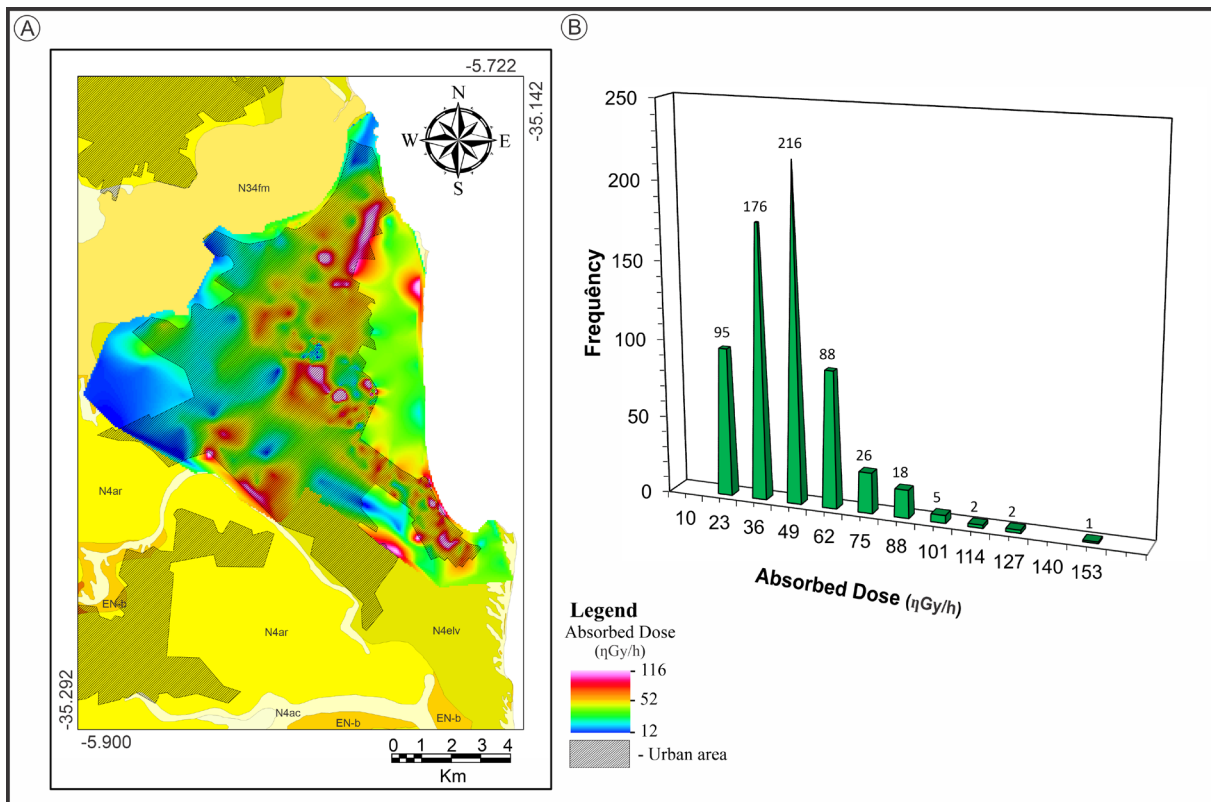 A
-5.722
-35.142
N
W E
S
N34fm
N4ar
EN-b
N4ar
N4elv
N4ac
EN-b
EN-b
-35.292
-5.900
0 1 2 3 4
Km
B
250
200
150
100
50
0
Frequêncy
95
176
216
88
26
18
5
2
2
1
10 23 36 49 62 75 88 101 114 127 140 153
Absorbed Dose (ηGy/h)
Legend
Absorbed Dose
(ηGy/h)
116
52
12
- Urban area